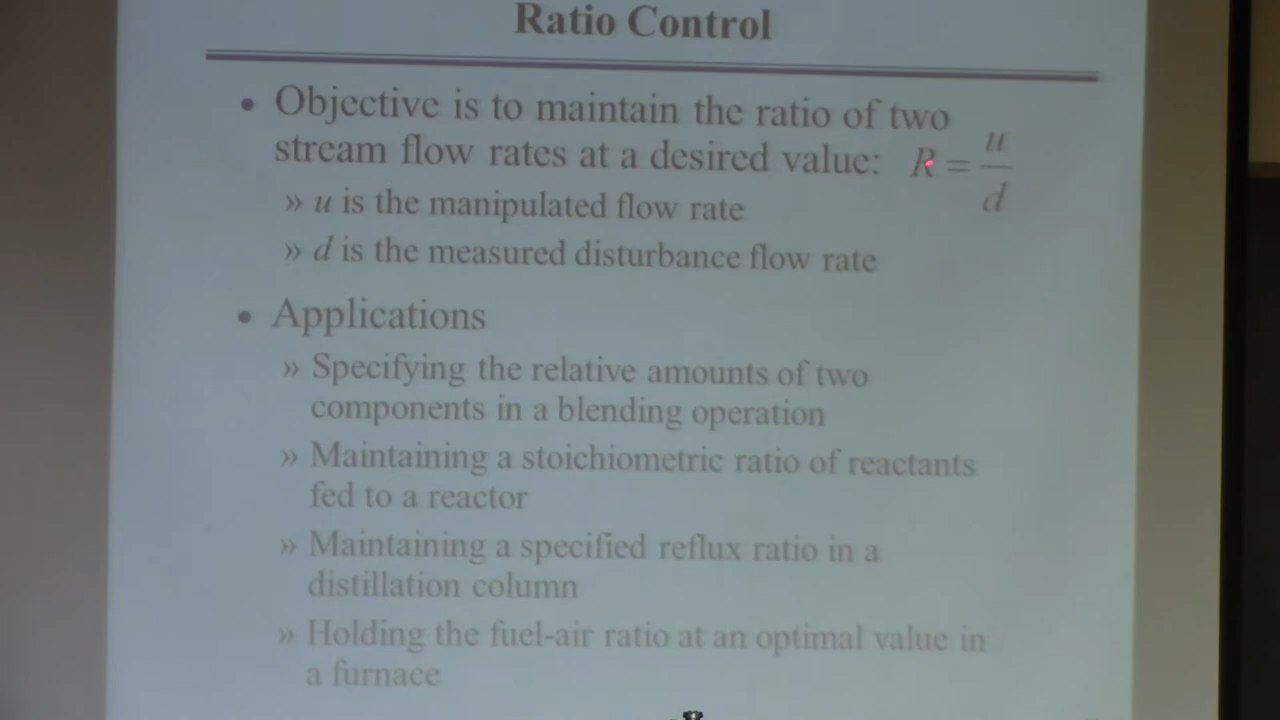 Ratio Control
• Objective is to maintain the ratio of two
stream flow rates at a desired value: R = u/d
» u is the manipulated flow rate
» d is the measured disturbance flow rate
• Applications
» Specifying the relative amounts of two
components in a blending operation
» Maintaining a stoichiometric ratio of reactants
fed to a reactor
» Maintaining a specified reflux ratio in a
distillation column
» Holding the fuel-air ratio at an optimal value in
a furnace